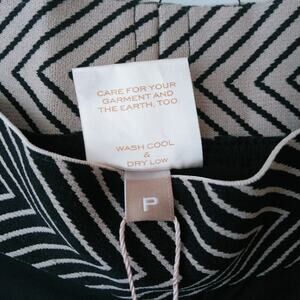 CARE FOR YOUR
GARMENT AND
THE EARTH, TOO
WASH COOL
&
DRY LOW
P